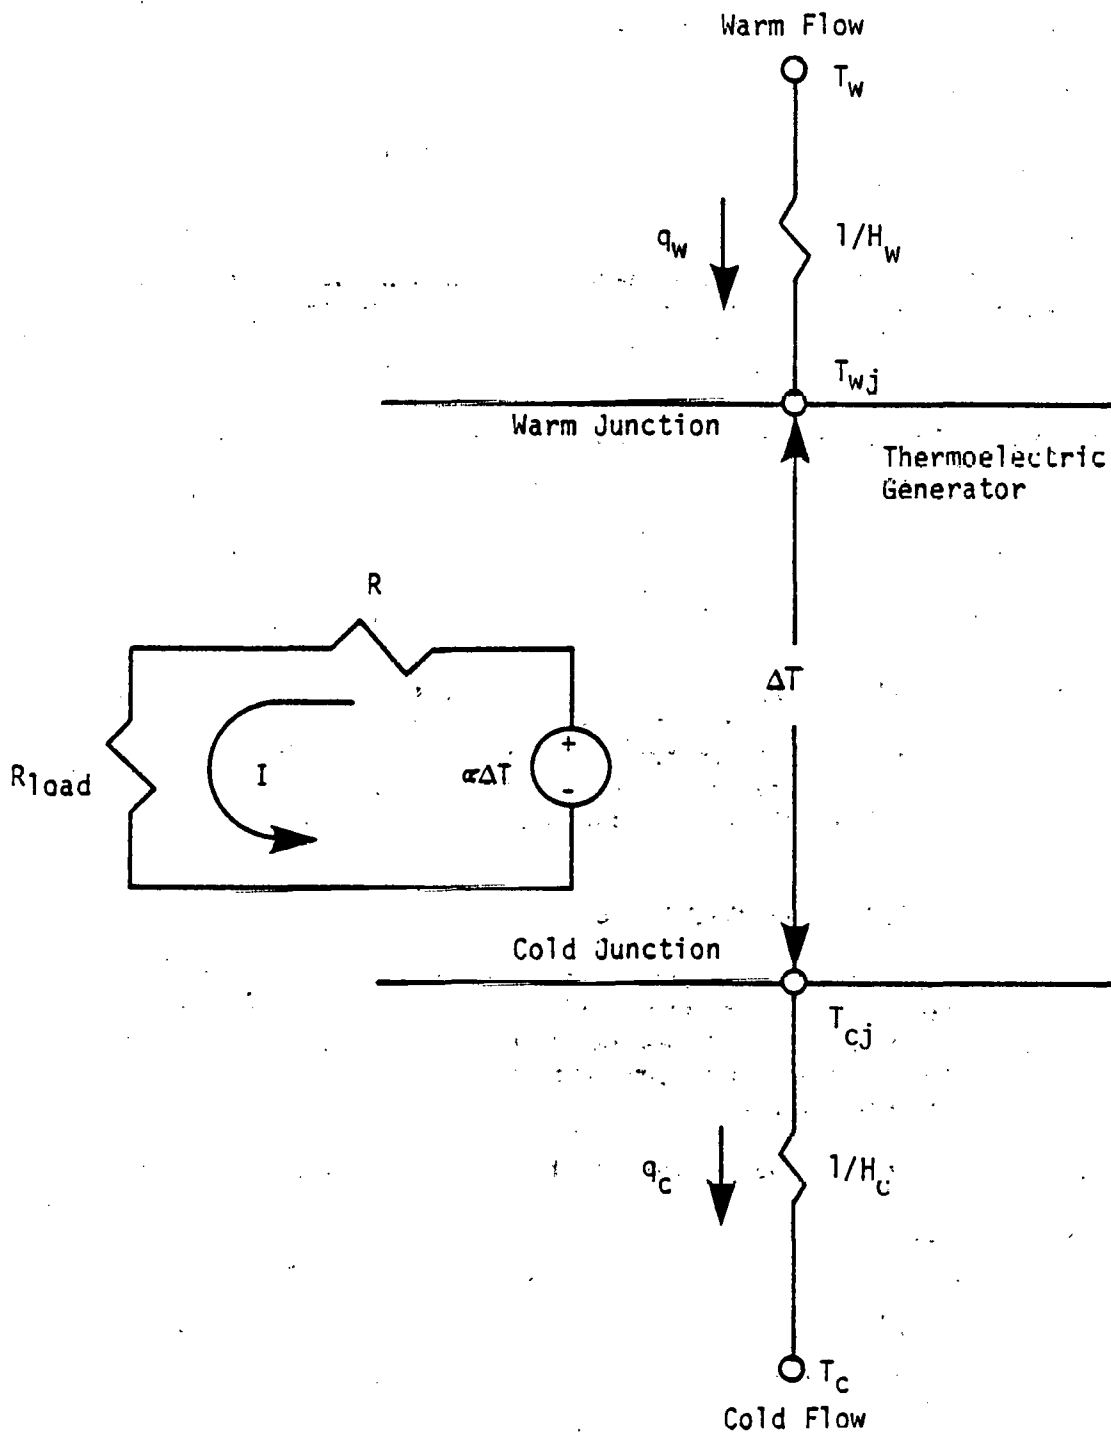 Warm Flow
T_w
q_w
1/H_w
T_wj
Warm Junction
Thermoelectric
Generator
R
ΔT
R_load
I
∝ΔT
+
-
Cold Junction
T_cj
q_c
1/H_c
T_c
Cold Flow